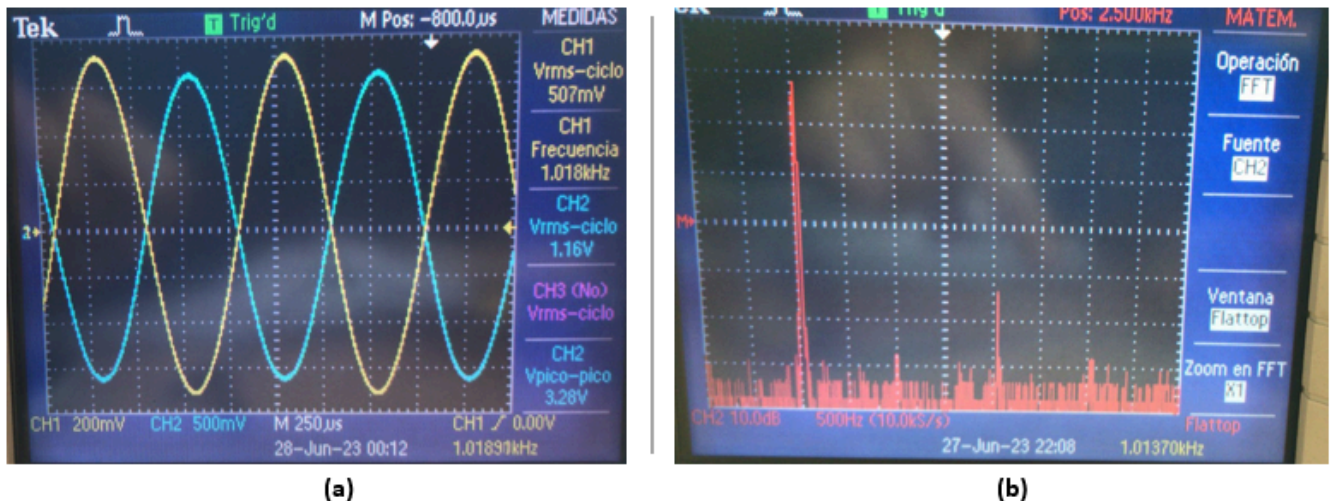 Tek
T Trig'd
M Pos: -800.0µs
MEDIDAS
CH1
Vrms-ciclo
507mV
CH1
Frecuencia
1.018kHz
CH2
Vrms-ciclo
1.16V
CH3 (No)
Vrms-ciclo
CH2
Vpico-pico
3.28V
CH1 200mV
CH2 500mV
M 250µs
CH1 / 0.00V
28-Jun-23 00:12
(a)
T Trig'd
Pos: 2.500kHz
MATEM.
Operación
FFT
Fuente
CH2
Ventana
Flattop
Zoom en FFT
X1
M
CH2 10.0dB
500Hz (10.0kS/s)
Flattop
27-Jun-23 22:08
1.01370kHz
(b)